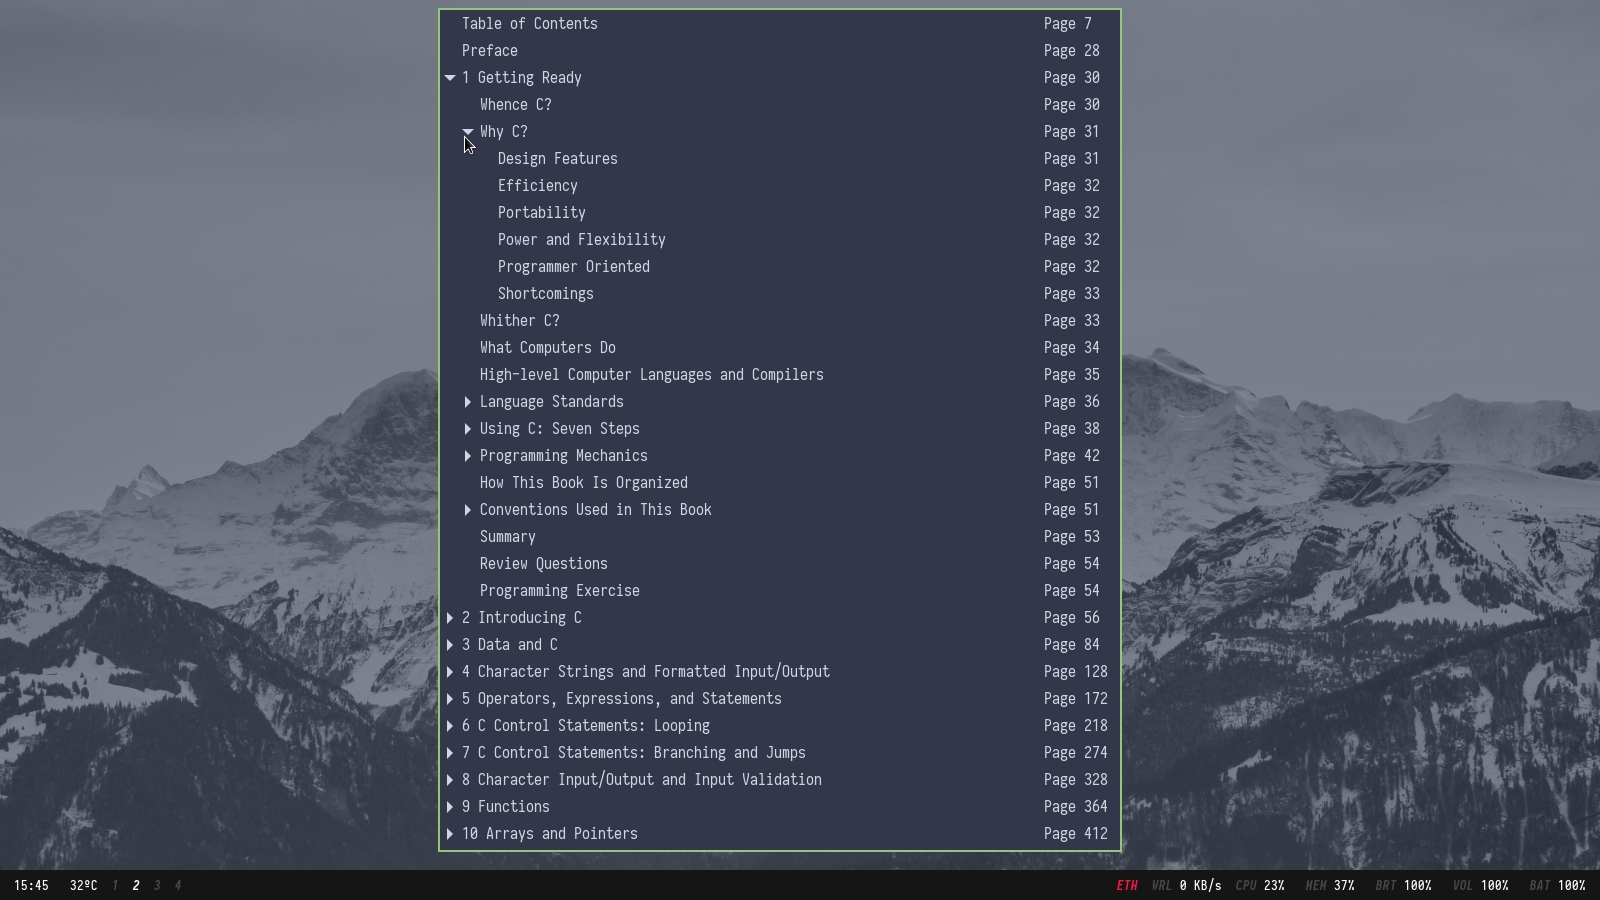 Table of Contents Page 7
Preface Page 28
1 Getting Ready Page 30
Whence C? Page 30
Why C? Page 31
Design Features Page 31
Efficiency Page 32
Portability Page 32
Power and Flexibility Page 32
Programmer Oriented Page 32
Shortcomings Page 33
Whither C? Page 33
What Computers Do Page 34
High-level Computer Languages and Compilers Page 35
Language Standards Page 36
Using C: Seven Steps Page 38
Programming Mechanics Page 42
How This Book Is Organized Page 51
Conventions Used in This Book Page 51
Summary Page 53
Review Questions Page 54
Programming Exercise Page 54
2 Introducing C Page 56
3 Data and C Page 84
4 Character Strings and Formatted Input/Output Page 128
5 Operators, Expressions, and Statements Page 172
6 C Control Statements: Looping Page 218
7 C Control Statements: Branching and Jumps Page 274
8 Character Input/Output and Input Validation Page 328
9 Functions Page 364
10 Arrays and Pointers Page 412
15:45 32ºC 1 2 3 4 ETH WRL 0 KB/s CPU 23% MEM 37% BRT 100% VOL 100% BAT 100%